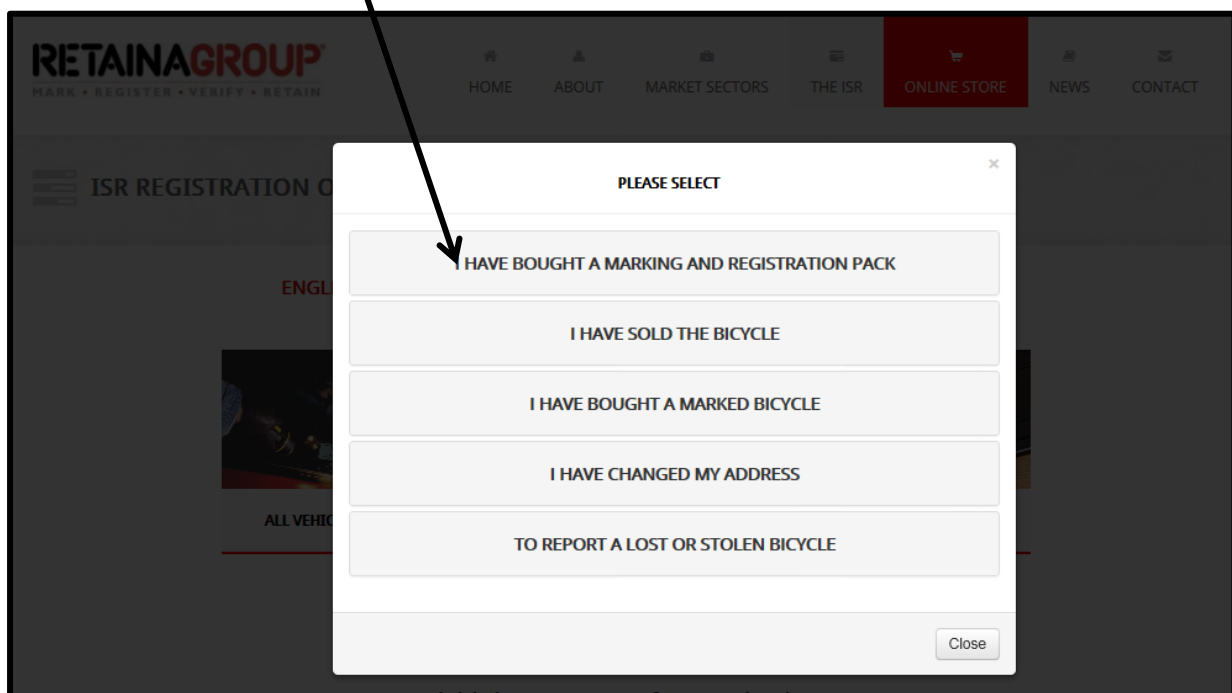 RETAINAGROUP
MARK • REGISTER • VERIFY • RETAIN
HOME ABOUT MARKET SECTORS THE ISR ONLINE STORE NEWS CONTACT
ISR REGISTRATION
PLEASE SELECT
×
I HAVE BOUGHT A MARKING AND REGISTRATION PACK
I HAVE SOLD THE BICYCLE
I HAVE BOUGHT A MARKED BICYCLE
I HAVE CHANGED MY ADDRESS
TO REPORT A LOST OR STOLEN BICYCLE
Close
ENGL
ALL VEHIC